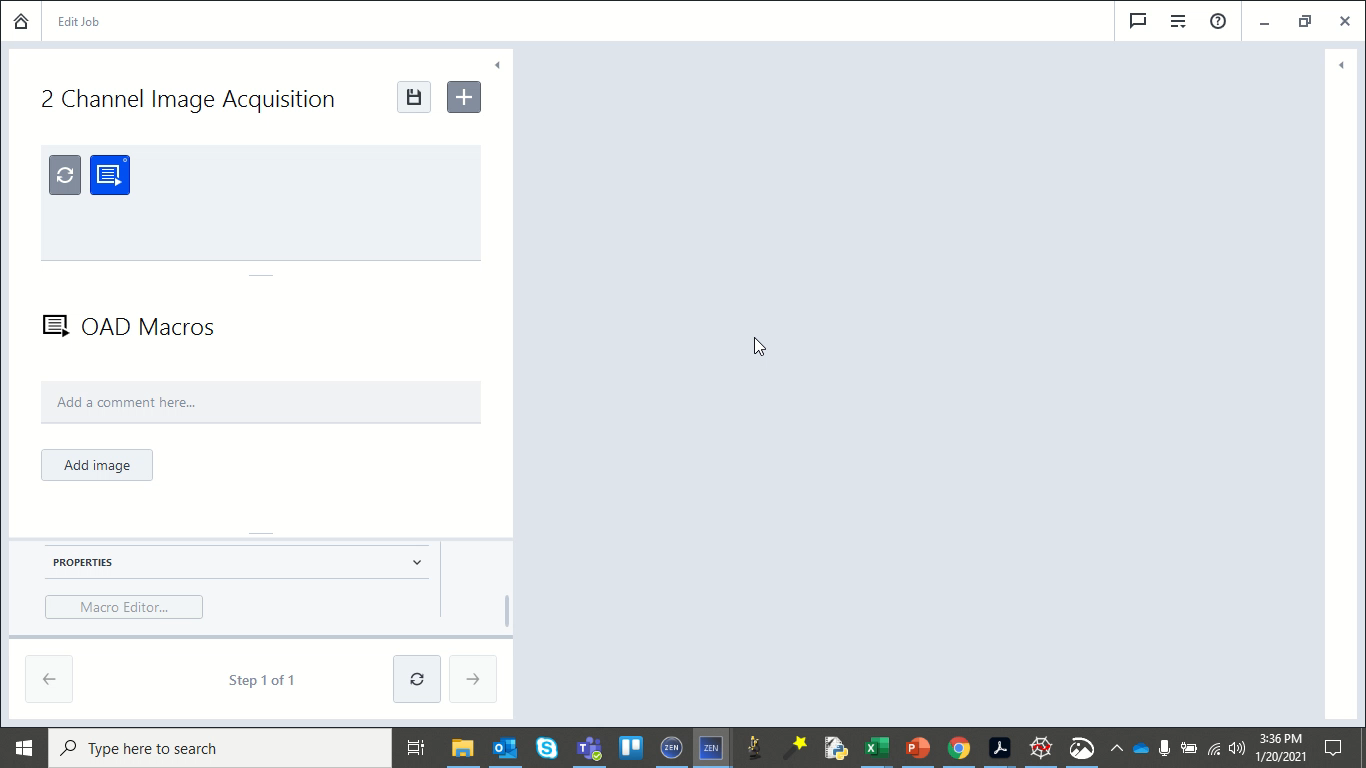 Edit Job
2 Channel Image Acquisition
OAD Macros
Add a comment here...
Add image
PROPERTIES
Macro Editor...
Step 1 of 1
Type here to search
ZEN
ZEN
3:36 PM
1/20/2021